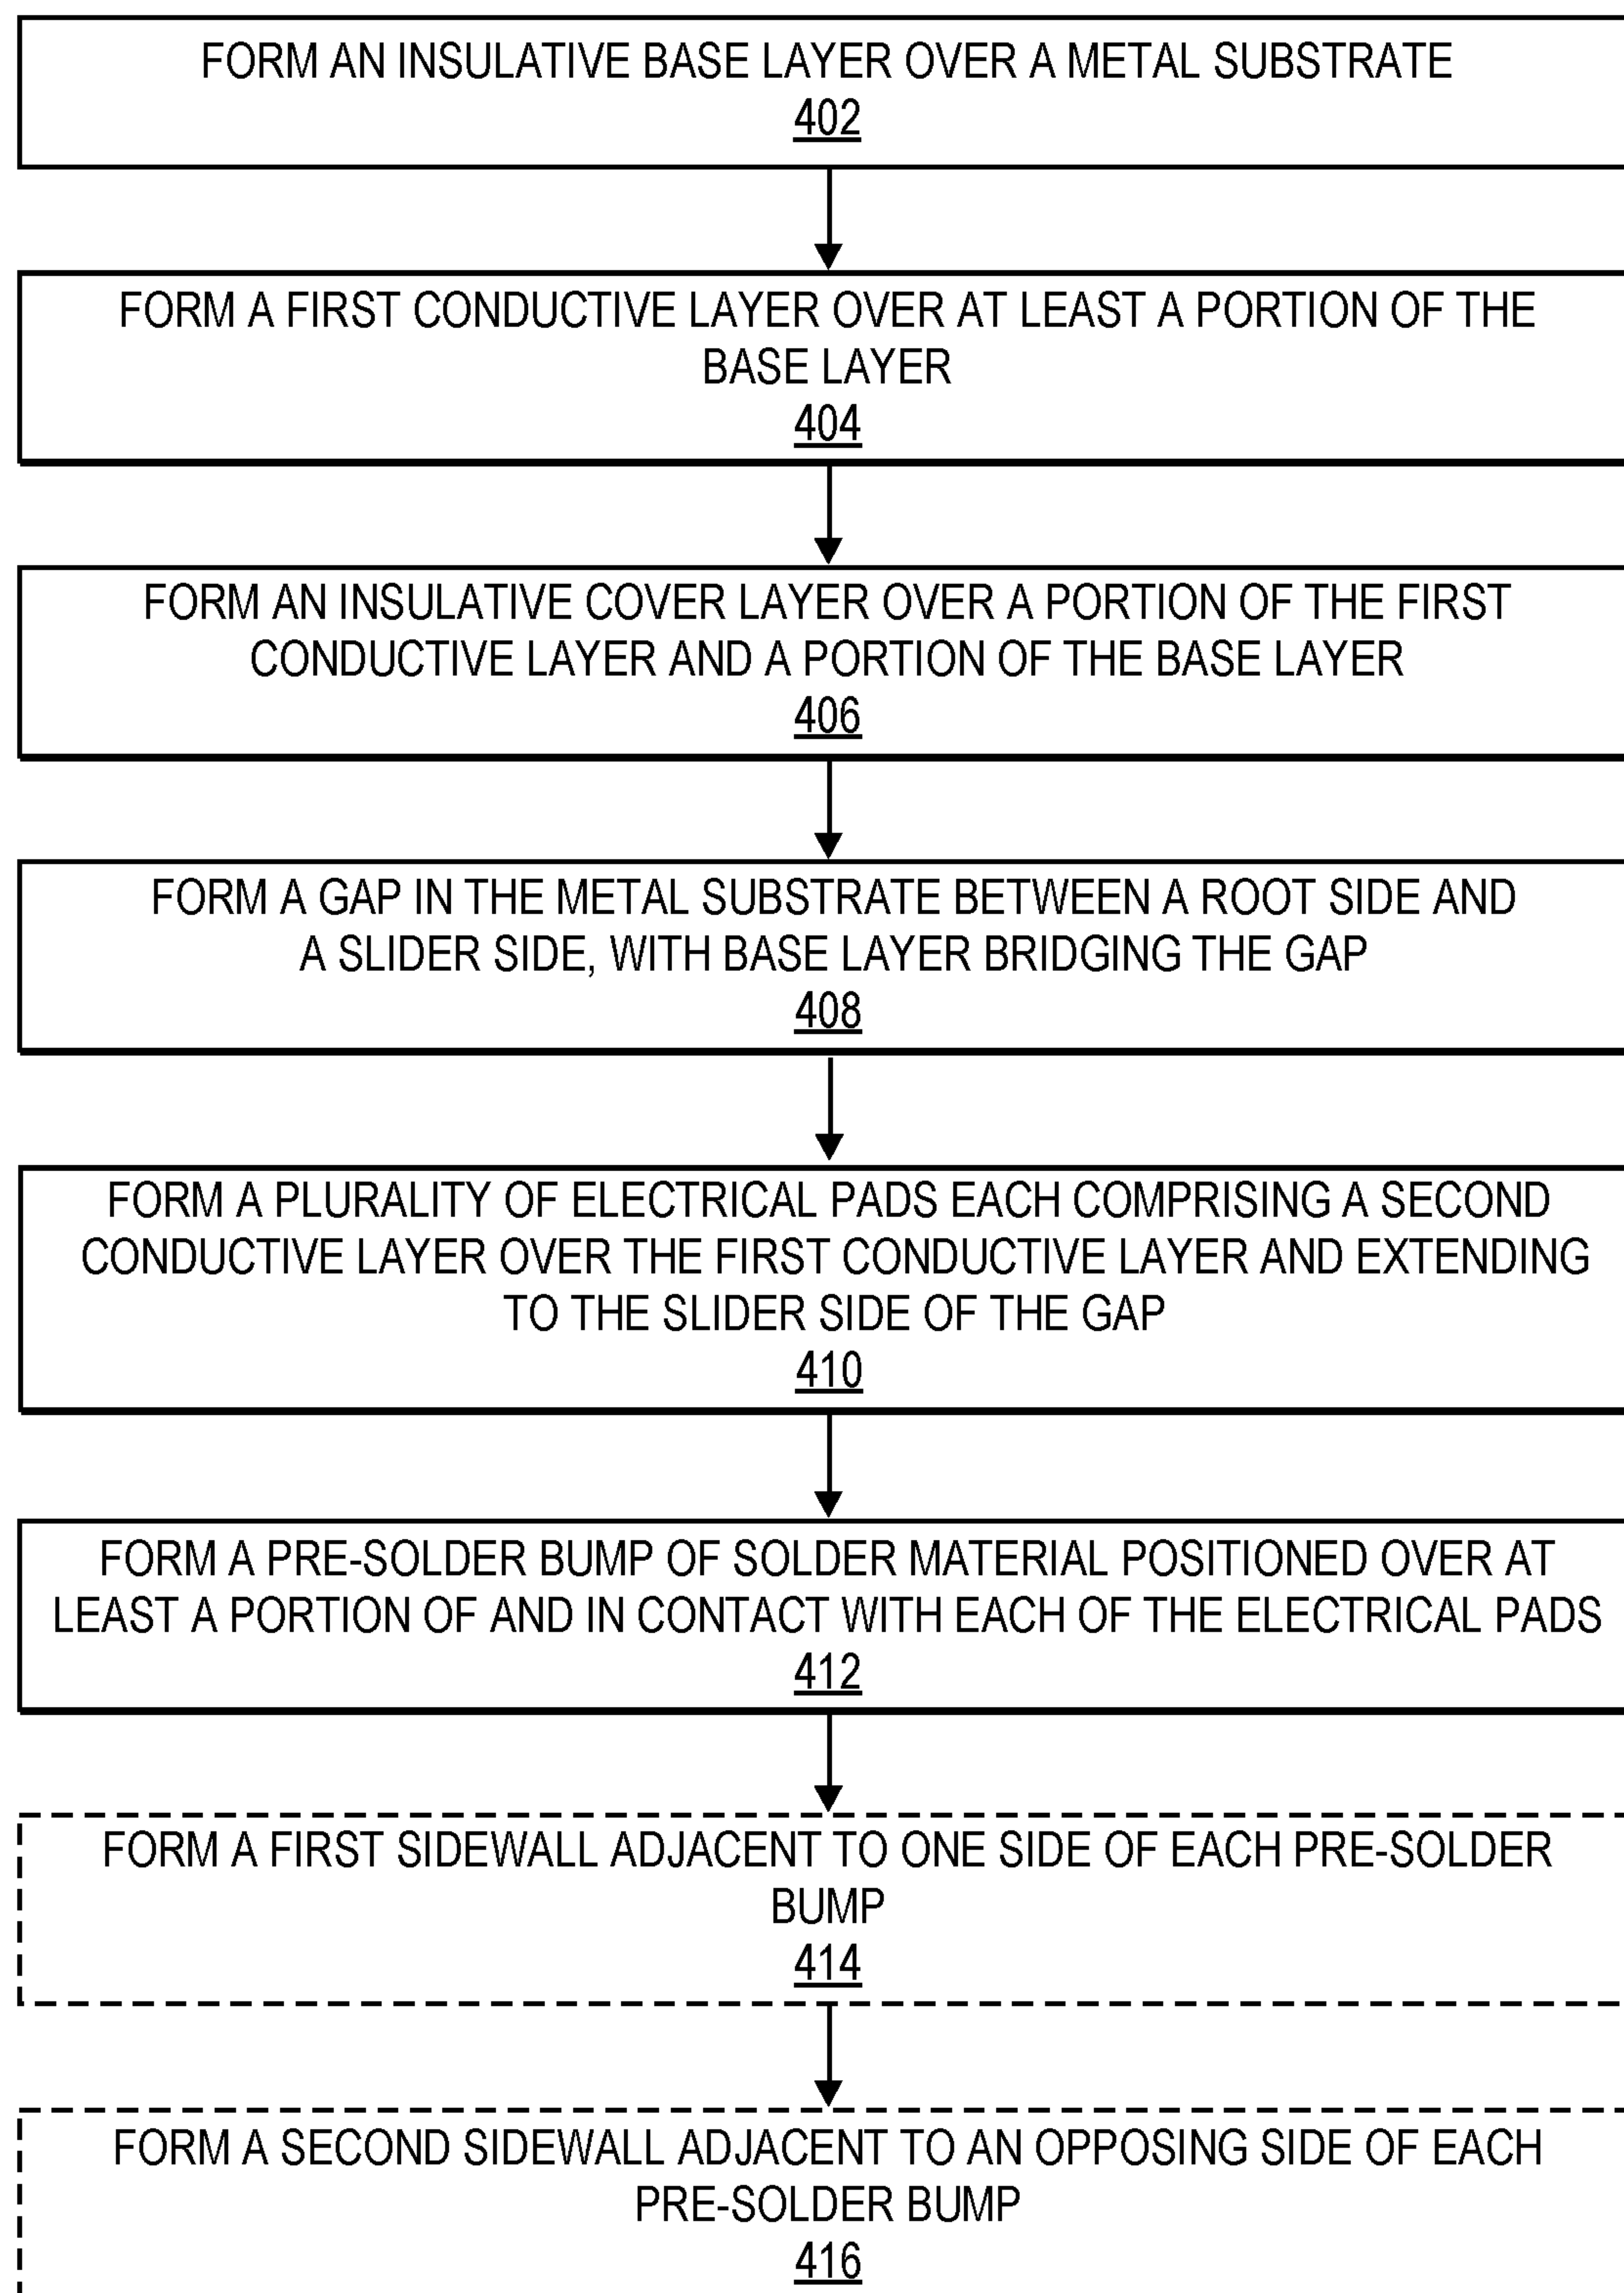 FORM AN INSULATIVE BASE LAYER OVER A METAL SUBSTRATE
402
FORM A FIRST CONDUCTIVE LAYER OVER AT LEAST A PORTION OF THE
BASE LAYER
404
FORM AN INSULATIVE COVER LAYER OVER A PORTION OF THE FIRST
CONDUCTIVE LAYER AND A PORTION OF THE BASE LAYER
406
FORM A GAP IN THE METAL SUBSTRATE BETWEEN A ROOT SIDE AND
A SLIDER SIDE, WITH BASE LAYER BRIDGING THE GAP
408
FORM A PLURALITY OF ELECTRICAL PADS EACH COMPRISING A SECOND
CONDUCTIVE LAYER OVER THE FIRST CONDUCTIVE LAYER AND EXTENDING
TO THE SLIDER SIDE OF THE GAP
410
FORM A PRE-SOLDER BUMP OF SOLDER MATERIAL POSITIONED OVER AT
LEAST A PORTION OF AND IN CONTACT WITH EACH OF THE ELECTRICAL PADS
412
FORM A FIRST SIDEWALL ADJACENT TO ONE SIDE OF EACH PRE-SOLDER
BUMP
414
FORM A SECOND SIDEWALL ADJACENT TO AN OPPOSING SIDE OF EACH
PRE-SOLDER BUMP
416